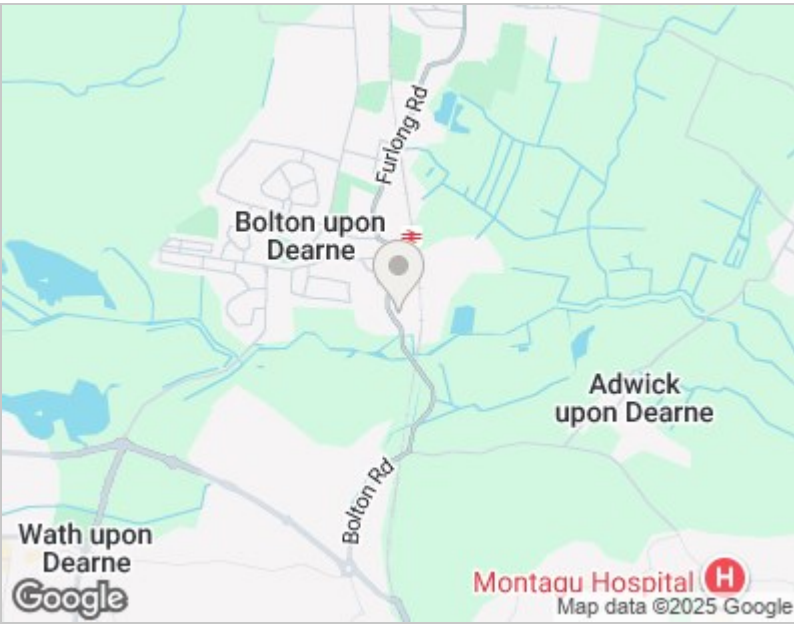 Furlong Rd
Bolton upon
Dearne
Adwick
upon Dearne
Bolton Rd
Wath upon
Dearne
Montagu Hospital
H
Google
Map data ©2025 Google